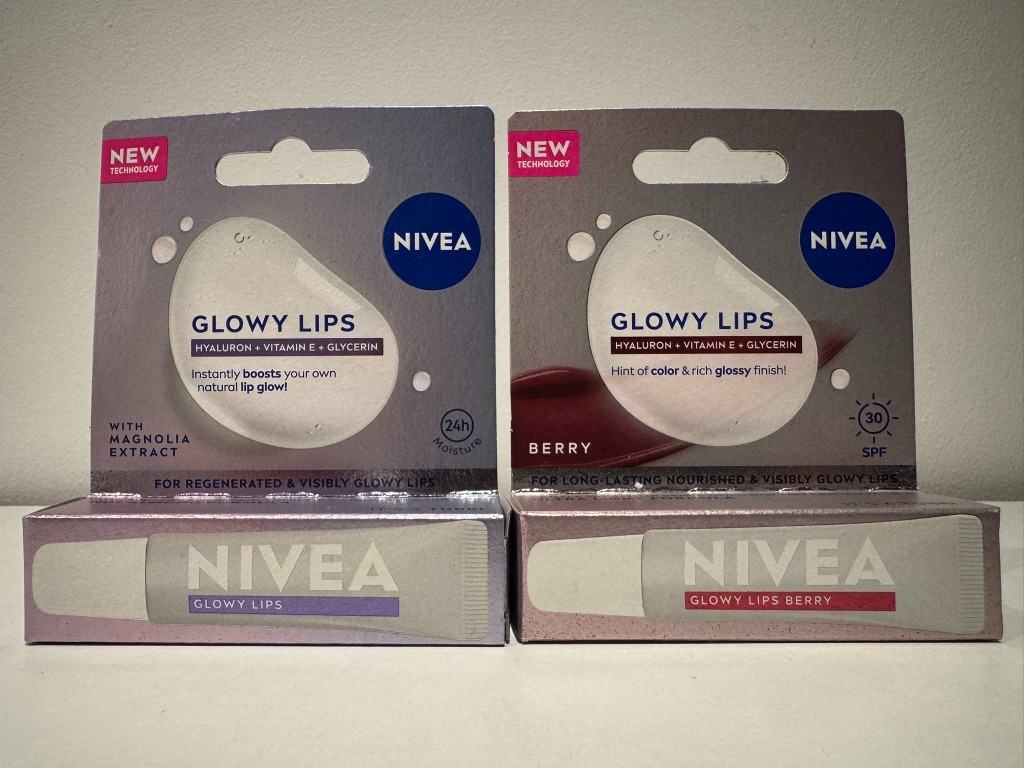 NEW
TECHNOLOGY
NIVEA
GLOWY LIPS
HYALURON + VITAMIN E + GLYCERIN
Instantly boosts your own
natural lip glow!
WITH
MAGNOLIA
EXTRACT
24h
Moisture
FOR REGENERATED & VISIBLY GLOWY LIPS
NIVEA
GLOWY LIPS
NEW
TECHNOLOGY
NIVEA
GLOWY LIPS
HYALURON + VITAMIN E + GLYCERIN
Hint of color & rich glossy finish!
BERRY
30
SPF
FOR LONG-LASTING NOURISHED & VISIBLY GLOWY LIPS
NIVEA
GLOWY LIPS BERRY